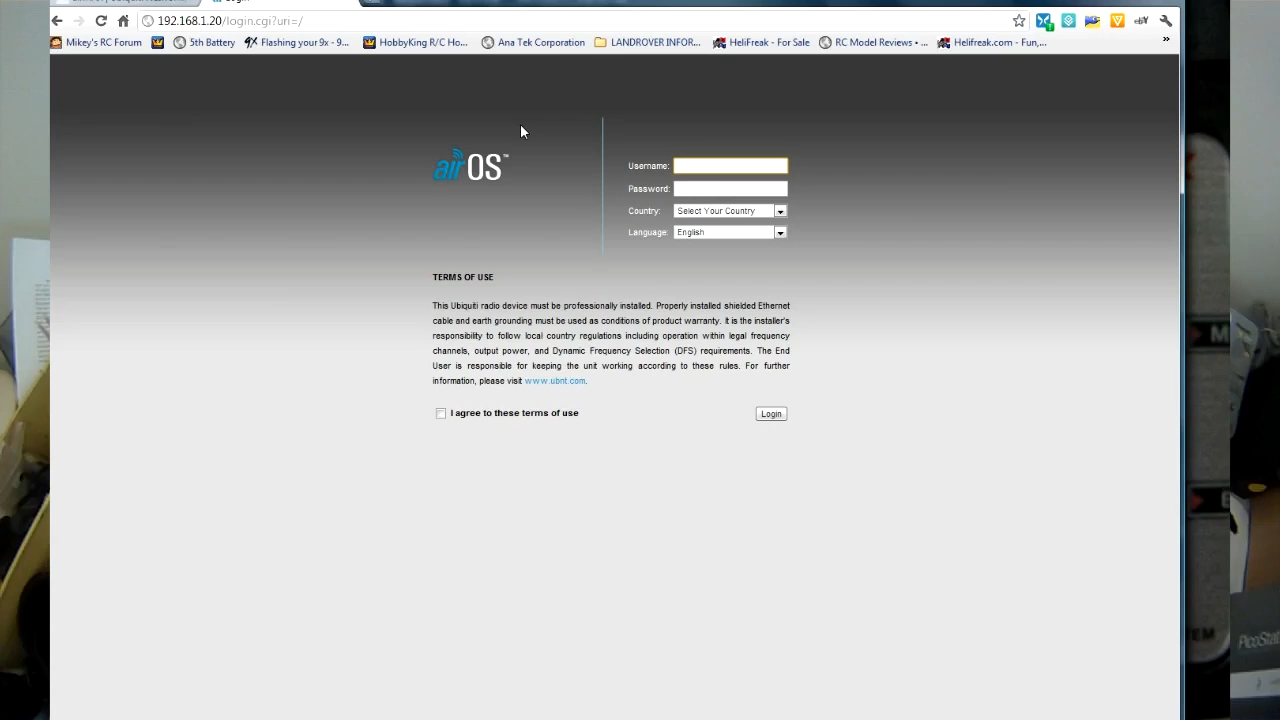 192.168.1.20/login.cgi?uri=/
Mikey's RC Forum
5th Battery
Flashing your 9x - 9...
HobbyKing R/C Ho...
Ana Tek Corporation
LANDROVER INFOR...
HeliFreak - For Sale
RC Model Reviews • ...
Helifreak.com - Fun,...
»
airOS™
Username:
Password:
Country: Select Your Country
Language: English
TERMS OF USE
This Ubiquiti radio device must be professionally installed. Properly installed shielded Ethernet
cable and earth grounding must be used as conditions of product warranty. It is the installer's
responsibility to follow local country regulations including operation within legal frequency
channels, output power, and Dynamic Frequency Selection (DFS) requirements. The End
User is responsible for keeping the unit working according to these rules. For further
information, please visit www.ubnt.com.
I agree to these terms of use
Login
PicoStat